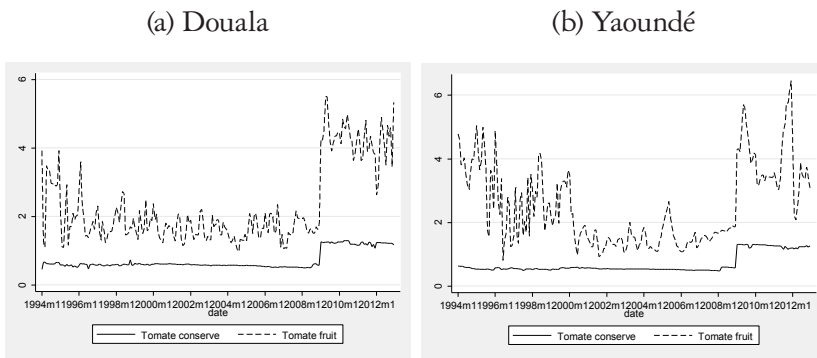 (a) Douala
6
4
2
0
1994m11996m11998m12000m12002m12004m12006m12008m12010m12012m1
date
Tomate conserve
Tomate fruit
(b) Yaoundé
6
4
2
0
1994m11996m11998m12000m12002m12004m12006m12008m12010m12012m1
date
Tomate conserve
Tomate fruit